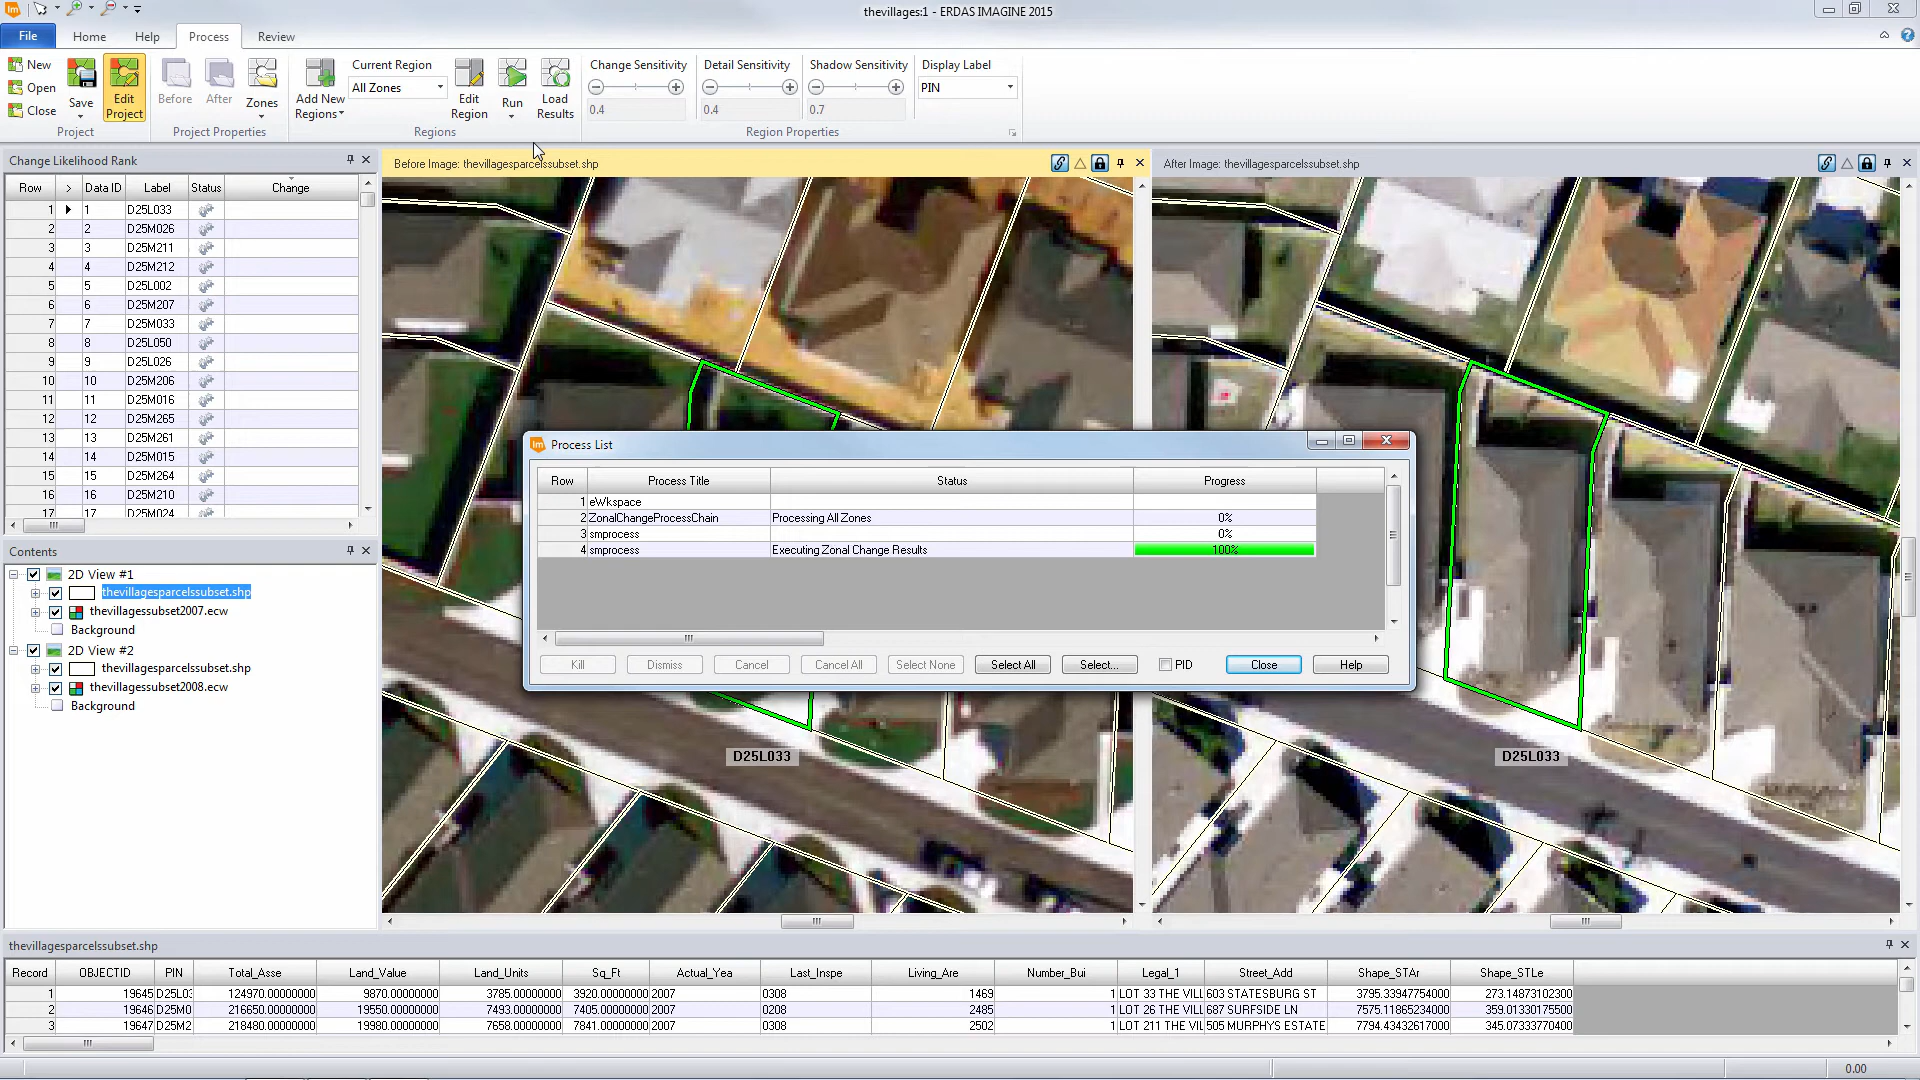 thevillages:1 - ERDAS IMAGINE 2015
File Home Help Process Review
New
Open
Close
Save
Edit Project
Project
Before
After
Zones
Project Properties
Add New Regions
Current Region
All Zones
Edit Region
Run
Load Results
Regions
Change Sensitivity
0.4
Detail Sensitivity
0.4
Shadow Sensitivity
0.7
Display Label
PIN
Region Properties
Change Likelihood Rank
Row > Data ID Label Status Change
1 1 D25L033
2 2 D25M026
3 3 D25M211
4 4 D25M212
5 5 D25L002
6 6 D25M207
7 7 D25M033
8 8 D25L050
9 9 D25L026
10 10 D25M206
11 11 D25M016
12 12 D25M265
13 13 D25M261
14 14 D25M015
15 15 D25M264
16 16 D25M210
17 17 D25M024
Contents
2D View #1
thevillagesparcelssubset.shp
thevillagessubset2007.ecw
Background
2D View #2
thevillagesparcelssubset.shp
thevillagessubset2008.ecw
Background
Before Image: thevillagesparcelssubset.shp
After Image: thevillagesparcelssubset.shp
Process List
Row Process Title Status Progress
1 eWkspace
2 ZonalChangeProcessChain Processing All Zones 0%
3 smprocess 0%
4 smprocess Executing Zonal Change Results 100%
Kill Dismiss Cancel Cancel All Select None Select All Select... PID Close Help
D25L033
D25L033
thevillagesparcelssubset.shp
Record OBJECTID PIN Total_Asse Land_Value Land_Units Sq_Ft Actual_Yea Last_Inspe Living_Are Number_Bui Legal_1 Street_Add Shape_STAr Shape_STLe
1 19645 D25L03 124970.00000000 9870.00000000 3785.00000000 3920.00000000 2007 0308 1469 1 LOT 33 THE VILL 603 STATESBURG ST 3795.33947754000 273.14873102300
2 19646 D25M0 216650.00000000 19550.00000000 7493.00000000 7405.00000000 2007 0208 2485 1 LOT 26 THE VILL 687 SURFSIDE LN 7575.11865234000 359.01330175500
3 19647 D25M2 218480.00000000 19980.00000000 7658.00000000 7841.00000000 2007 0308 2502 1 LOT 211 THE VIL 505 MURPHYS ESTATE 7794.43432617000 345.07333770400
0.00